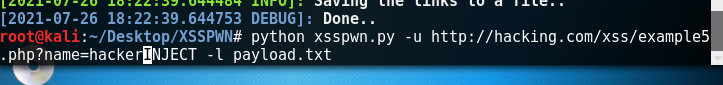 [2021-07-26 18:22:39.644484 INFO]: Saving the links to a file..
[2021-07-26 18:22:39.644753 DEBUG]: Done..
root@kali:~/Desktop/XSSPWN# python xsspwn.py -u http://hacking.com/xss/example5
.php?name=hackerINJECT -l payload.txt